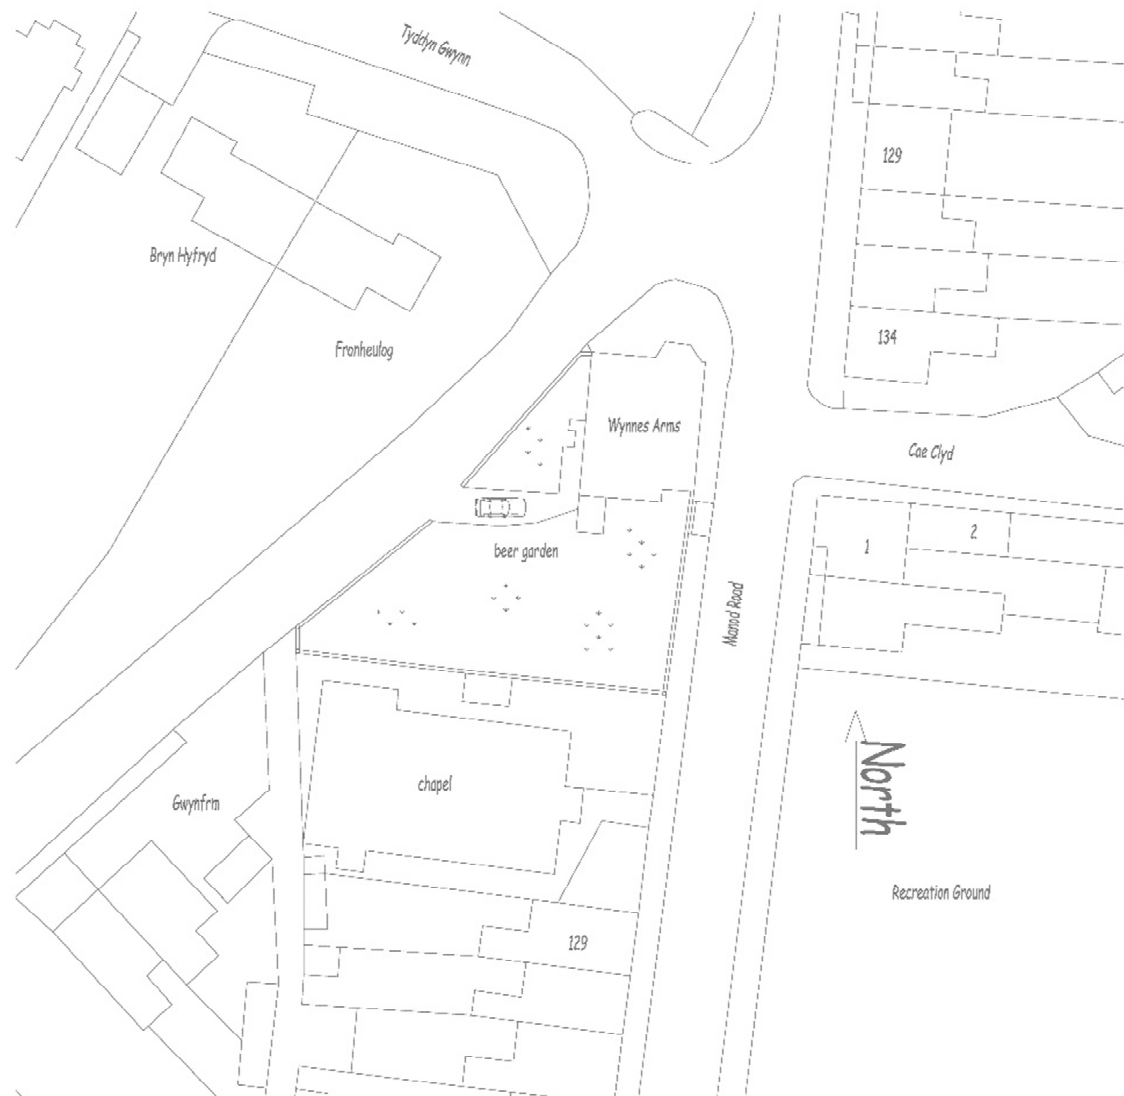 Tyddyn Gwynn
129
Bryn Hyfryd
134
Fronheulog
Wynnes Arms
Cae Clyd
2
1
beer garden
Manod Road
North
chapel
Gwynfrm
Recreation Ground
129